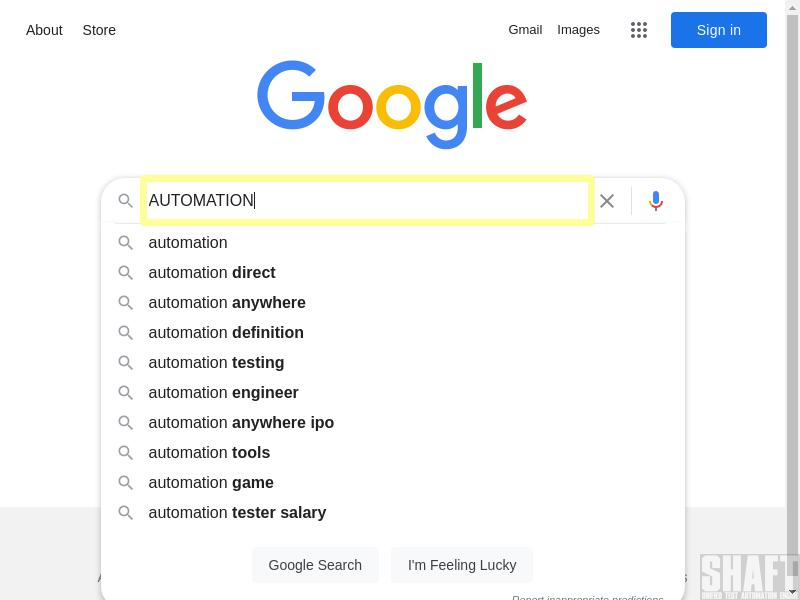 About Store Gmail Images Sign in
Google
AUTOMATION
automation
automation direct
automation anywhere
automation definition
automation testing
automation engineer
automation anywhere ipo
automation tools
automation game
automation tester salary
Google Search I'm Feeling Lucky
Report inappropriate predictions
SHAFT